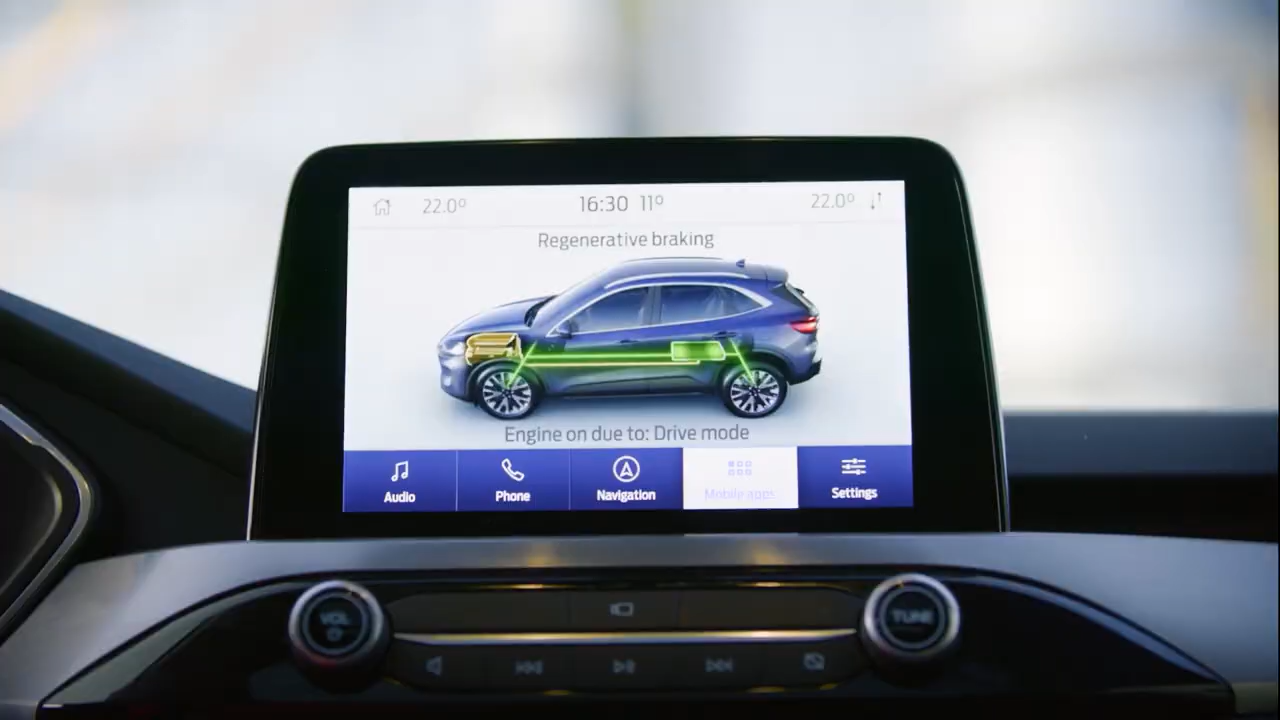 22.0° 16:30 11° 22.0°
Regenerative braking
Engine on due to: Drive mode
Audio Phone Navigation Mobile apps Settings
VOL TUNE